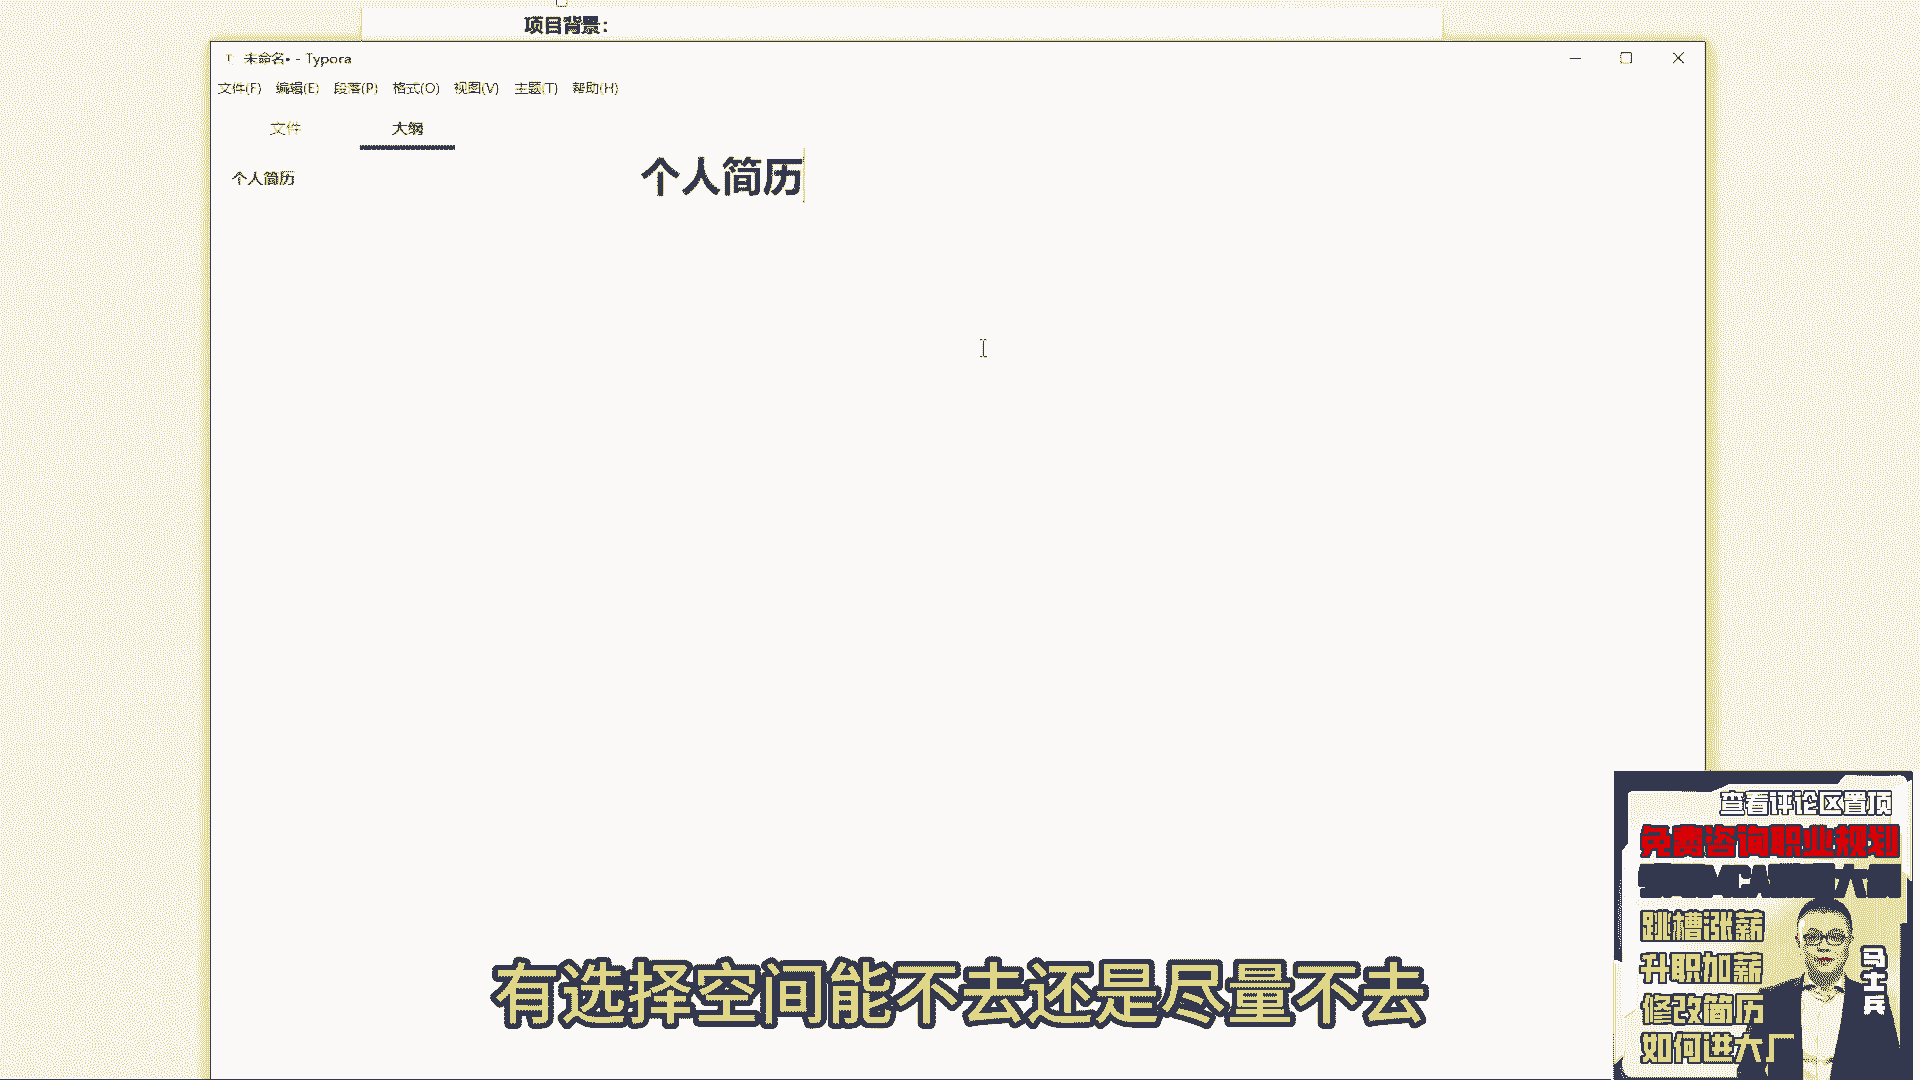 项目背景：
T 未命名• - Typora
文件(F) 编辑(E) 段落(P) 格式(O) 视图(V) 主题(T) 帮助(H)
文件 大纲
个人简历
个人简历
有选择空间能不去还是尽量不去
查看评论区置顶
免费咨询职业规划
大纲
跳槽涨薪
升职加薪
修改简历
如何进大厂
马士兵